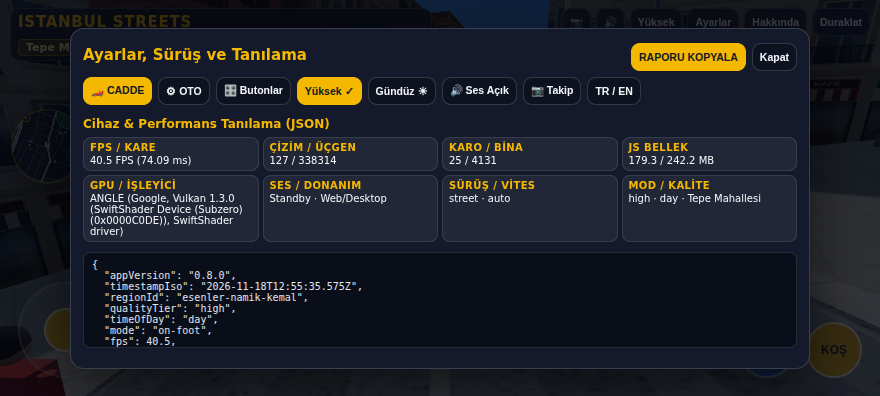 ISTANBUL STREETS
Yüksek
Ayarlar
Hakkında
Duraklat
Tepe M
Ayarlar, Sürüş ve Tanılama
RAPORU KOPYALA
Kapat
🏎️ CADDE
⚙ OTO
🎛️ Butonlar
Yüksek ✓
Gündüz ☀
🔊 Ses Açık
📷 Takip
TR / EN
Cihaz & Performans Tanılama (JSON)
FPS / KARE
40.5 FPS (74.09 ms)
ÇİZİM / ÜÇGEN
127 / 338314
KARO / BİNA
25 / 4131
JS BELLEK
179.3 / 242.2 MB
GPU / İŞLEYİCİ
ANGLE (Google, Vulkan 1.3.0
(SwiftShader Device (Subzero)
(0x0000C0DE)), SwiftShader
driver)
SES / DONANIM
Standby · Web/Desktop
SÜRÜŞ / VİTES
street · auto
MOD / KALİTE
high · day · Tepe Mahallesi
{
"appVersion": "0.8.0",
"timestampIso": "2026-11-18T12:55:35.575Z",
"regionId": "esenler-namik-kemal",
"qualityTier": "high",
"timeOfDay": "day",
"mode": "on-foot",
"fps": 40.5,
KOŞ